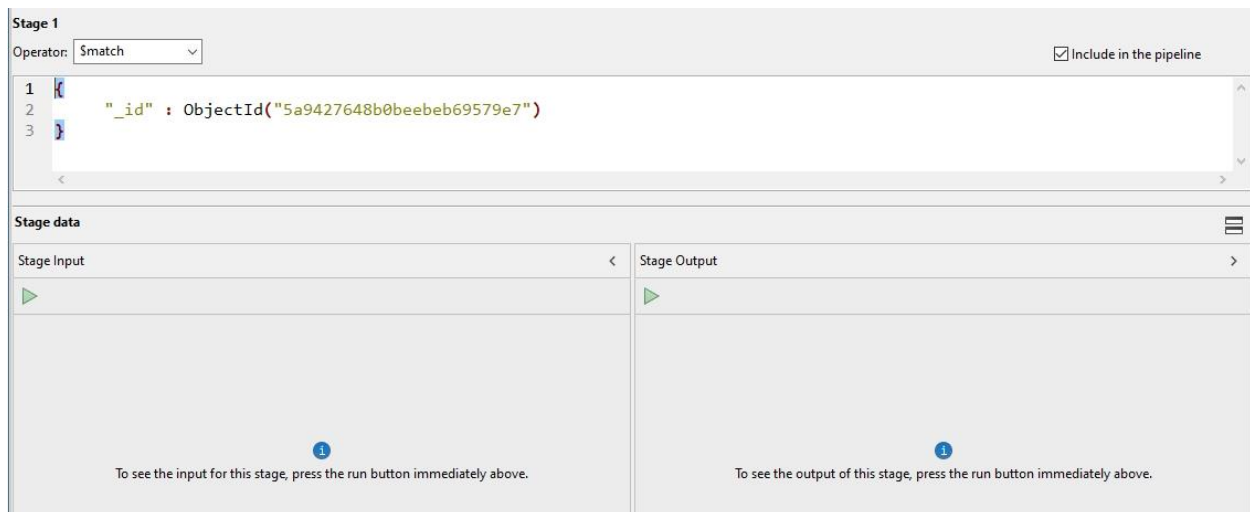 Stage 1
Operator: $match
Include in the pipeline
1 {
2 "_id" : ObjectId("5a9427648b0beebeb69579e7")
3 }
Stage data
Stage Input
Stage Output
To see the input for this stage, press the run button immediately above.
To see the output of this stage, press the run button immediately above.